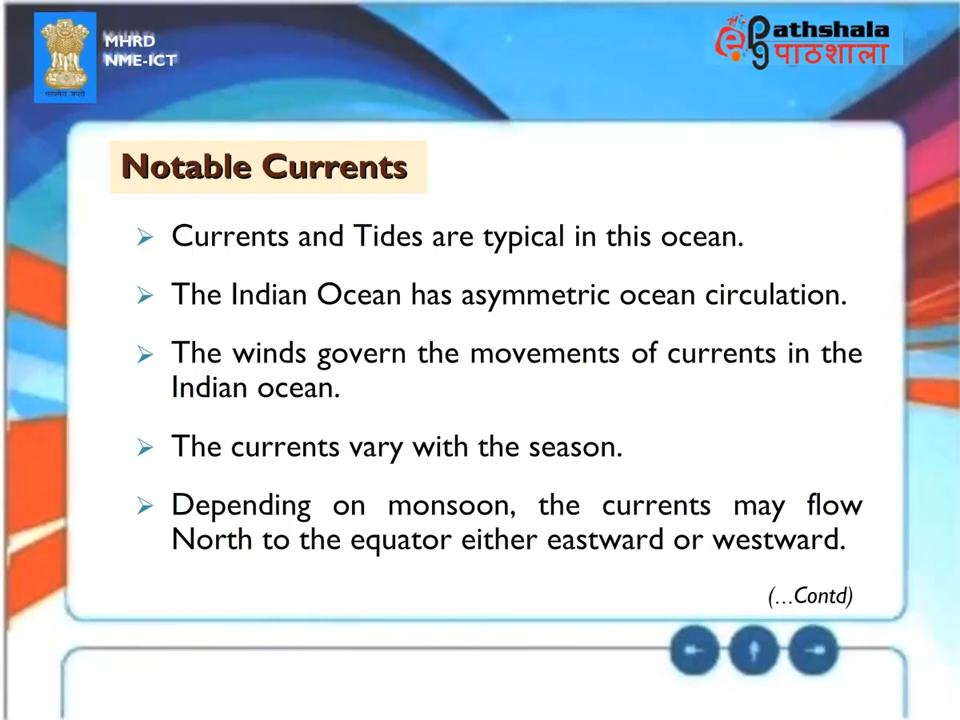 MHRD
NME-ICT
e pg athshala
पाठशाला
Notable Currents
Currents and Tides are typical in this ocean.
The Indian Ocean has asymmetric ocean circulation.
The winds govern the movements of currents in the
Indian ocean.
The currents vary with the season.
Depending on monsoon, the currents may flow
North to the equator either eastward or westward.
(...Contd)